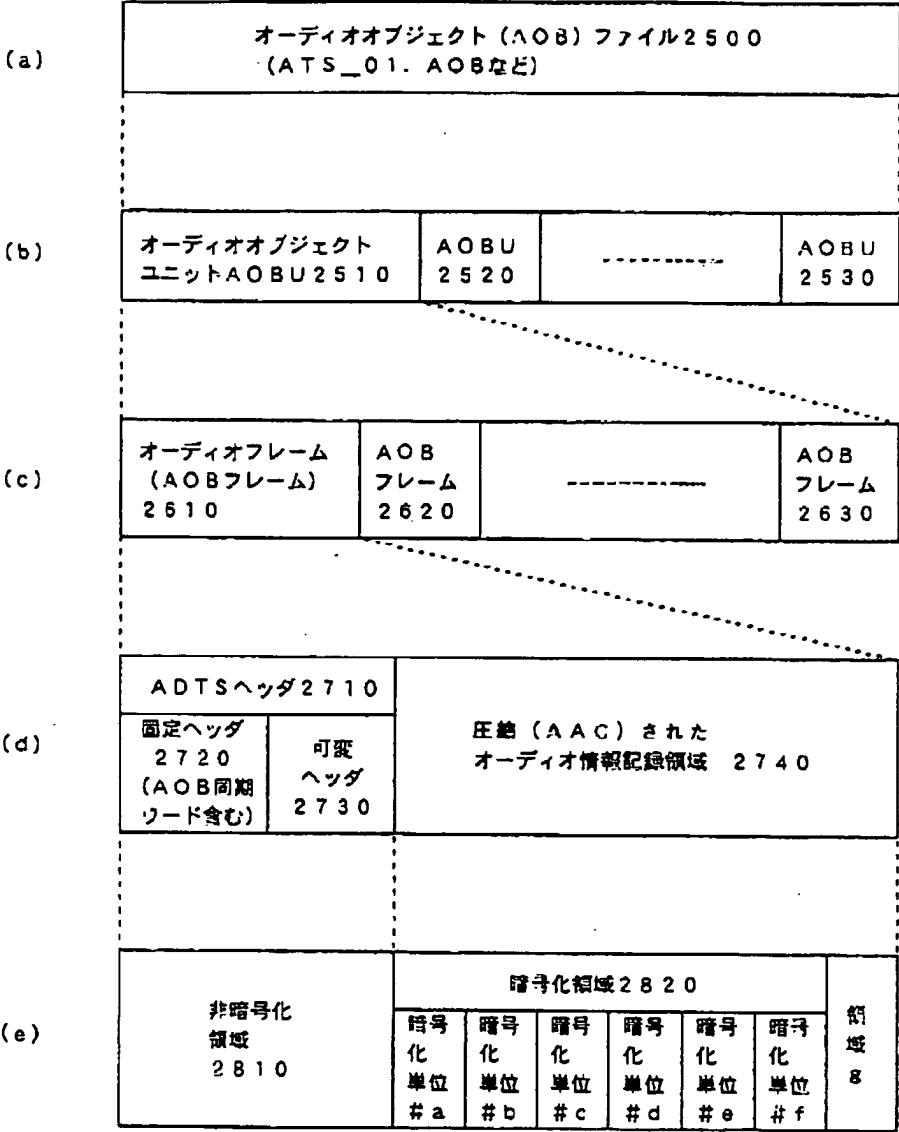 (a)
オーディオオブジェクト(AOB)ファイル2500
(ATS_01.AOBなど)
(b)
オーディオオブジェクト
ユニットAOBU2510
AOBU
2520
AOBU
2530
(c)
オーディオフレーム
(AOBフレーム)
2610
AOB
フレーム
2620
AOB
フレーム
2630
(d)
ADTSヘッダ2710
固定ヘッダ
2720
(AOB同期
ワード含む)
可変
ヘッダ
2730
圧縮(AAC)された
オーディオ情報記録領域 2740
(e)
非暗号化
領域
2810
暗号化領域2820
暗号
化
単位
#a
暗号
化
単位
#b
暗号
化
単位
#c
暗号
化
単位
#d
暗号
化
単位
#e
暗号
化
単位
#f
領
域
g